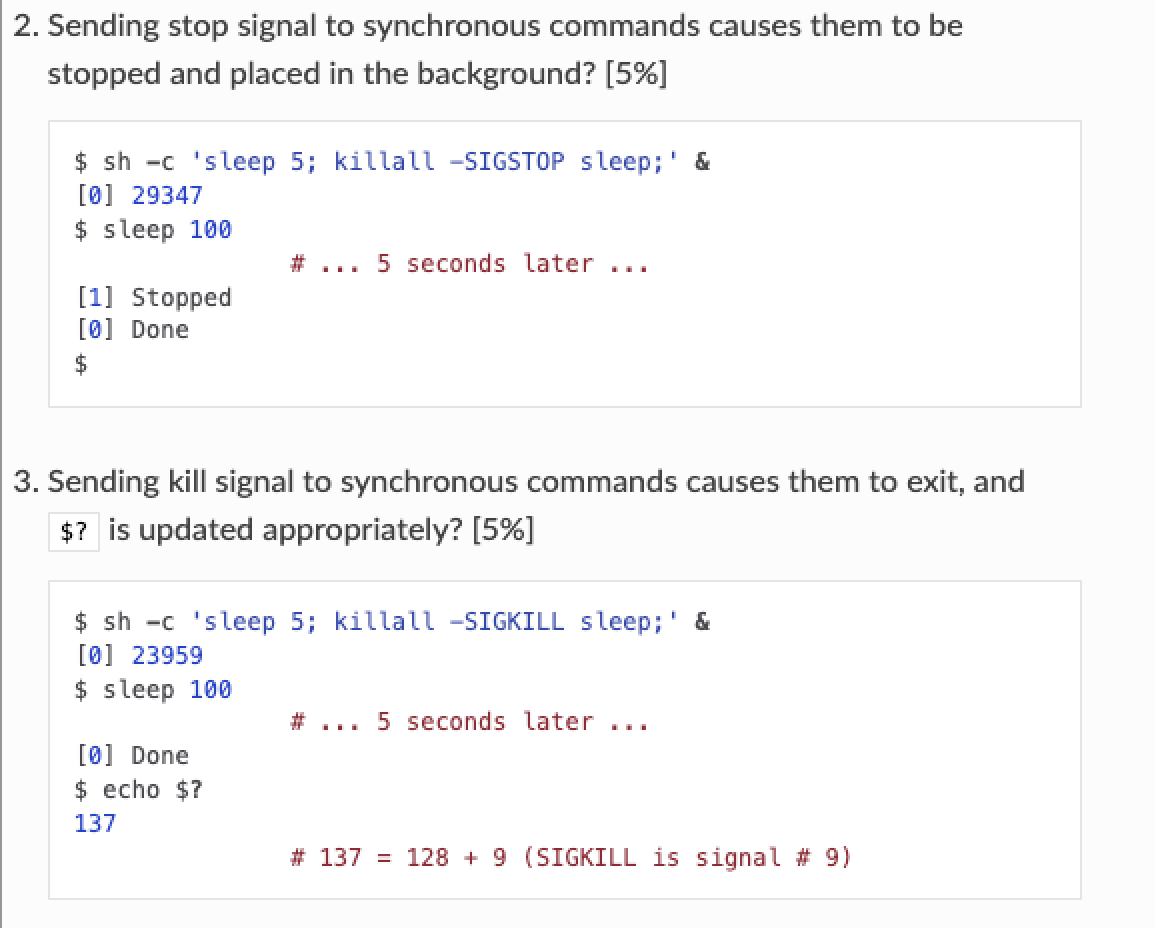 2. Sending stop signal to synchronous commands causes them to be
stopped and placed in the background? [5%]
$ sh -c 'sleep 5; killall -SIGSTOP sleep;' &
[0] 29347
$ sleep 100
# ... 5 seconds later ...
[1] Stopped
[0] Done
$
3. Sending kill signal to synchronous commands causes them to exit, and
$? is updated appropriately? [5%]
$ sh -c 'sleep 5; killall -SIGKILL sleep;' &
[0] 23959
$ sleep 100
# ... 5 seconds later ...
[0] Done
$ echo $?
137
# 137 = 128 + 9 (SIGKILL is signal # 9)